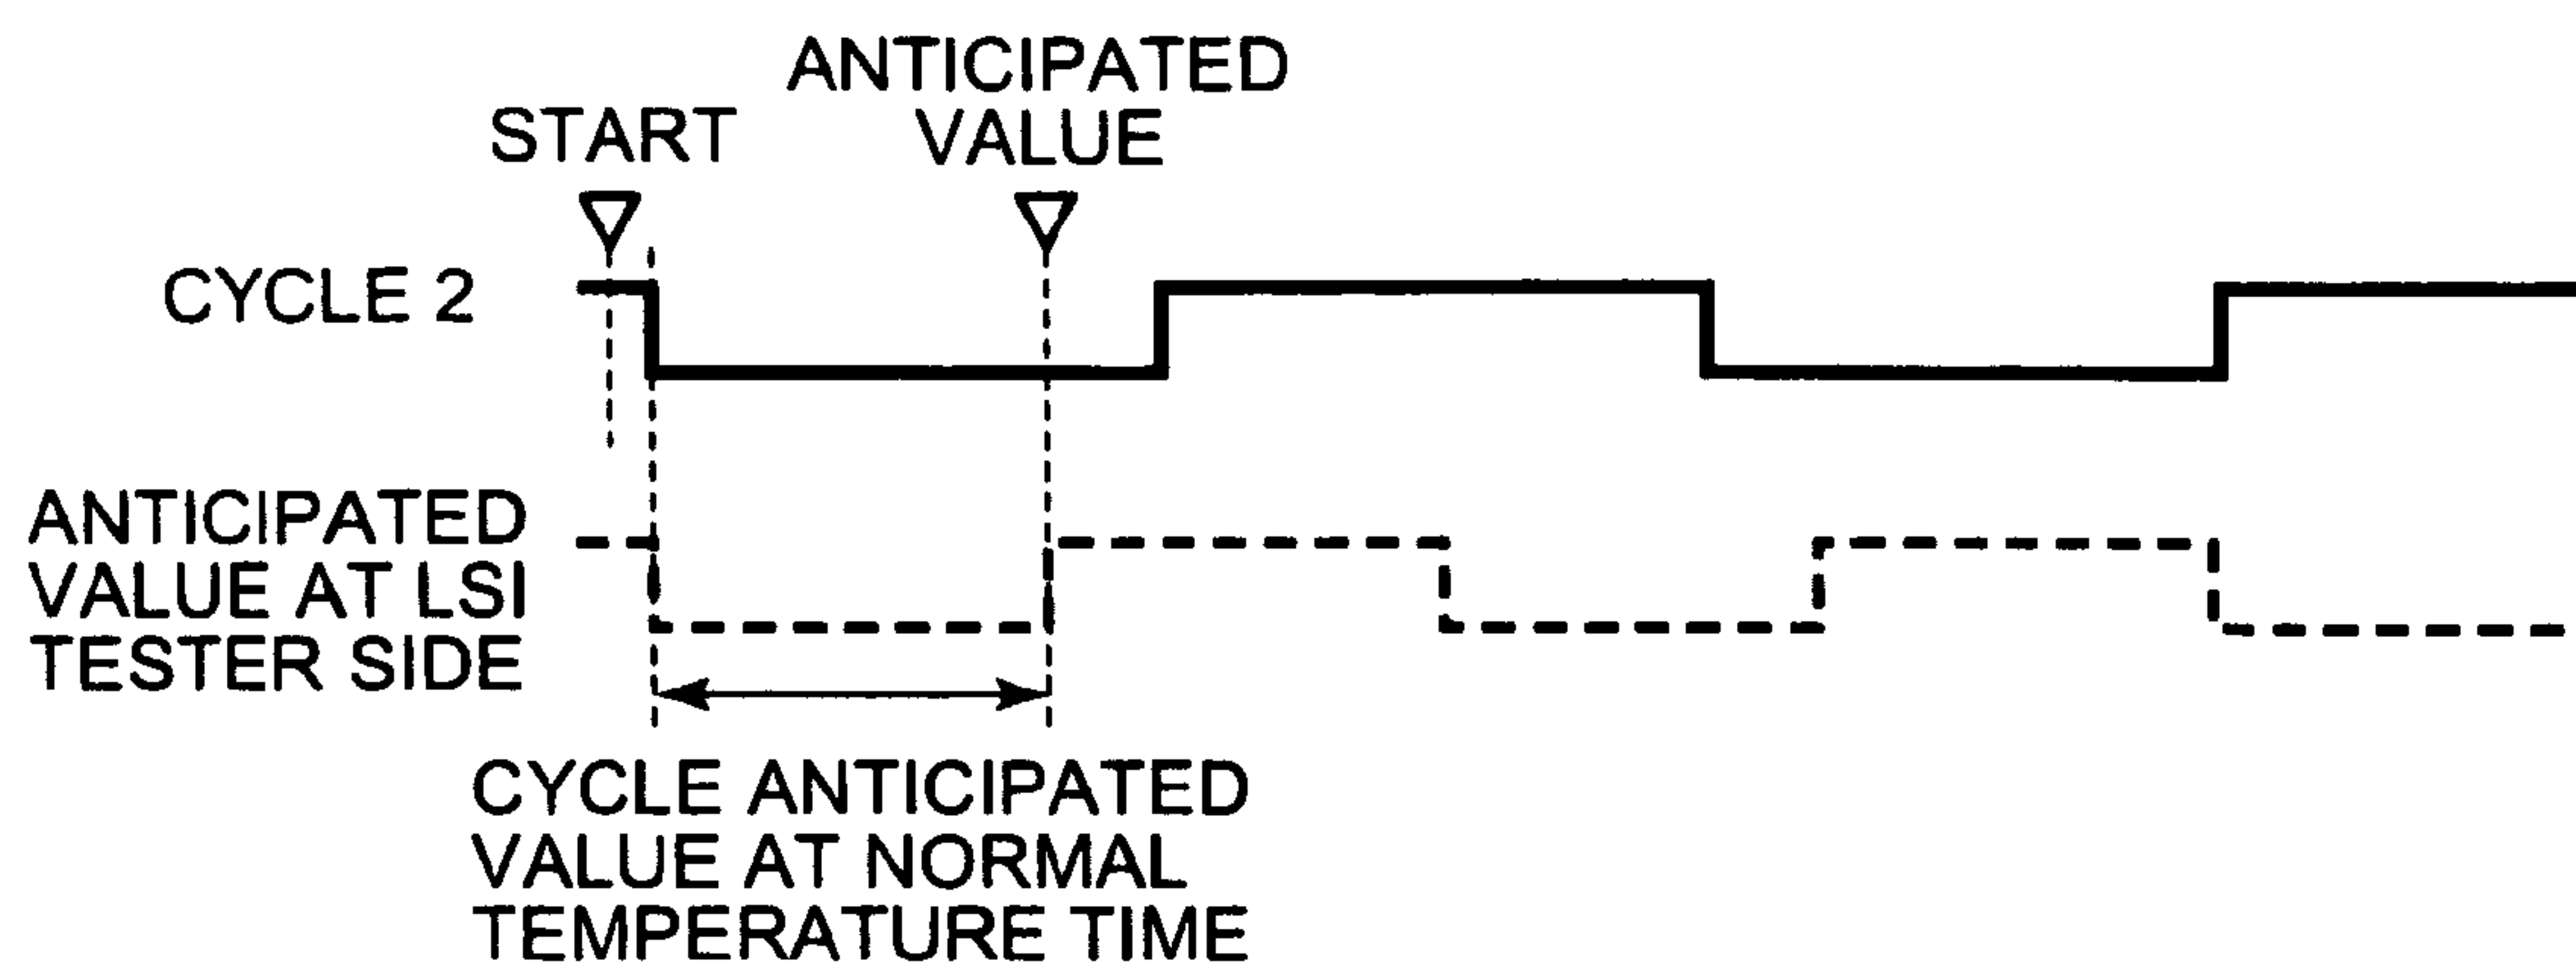 ANTICIPATED
VALUE
START
CYCLE 2
ANTICIPATED
VALUE AT LSI
TESTER SIDE
CYCLE ANTICIPATED
VALUE AT NORMAL
TEMPERATURE TIME